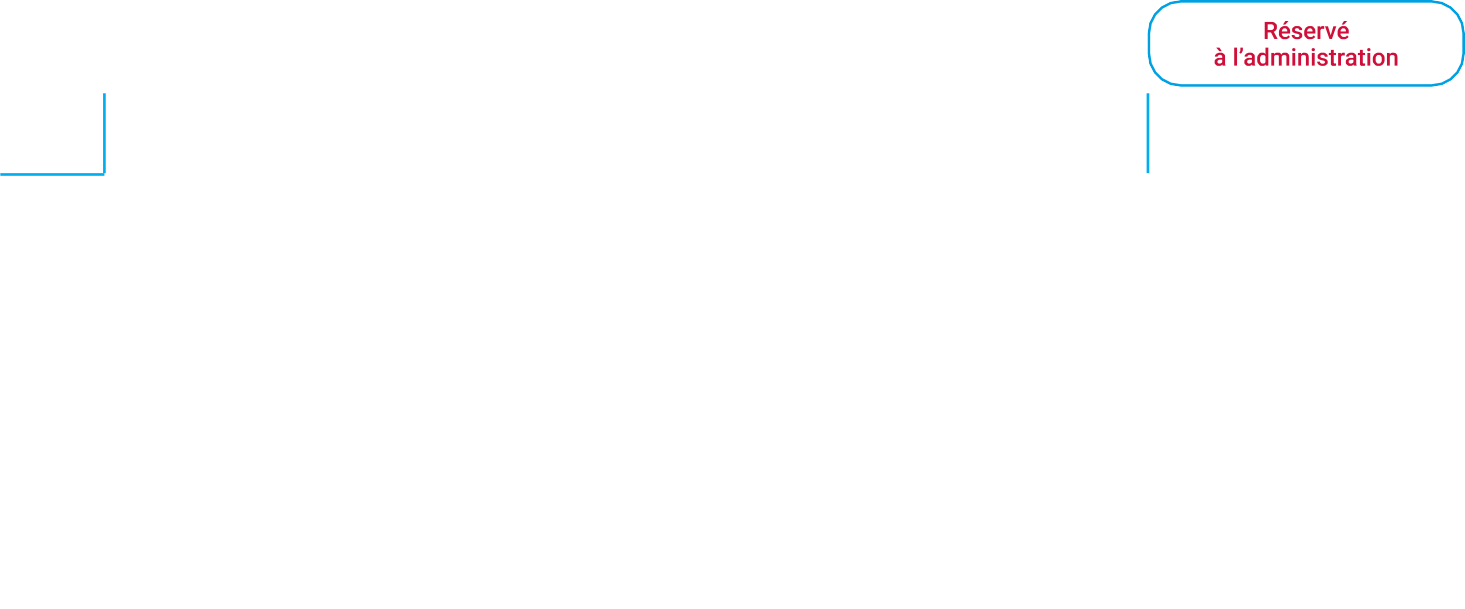 Réservé
à l’administration